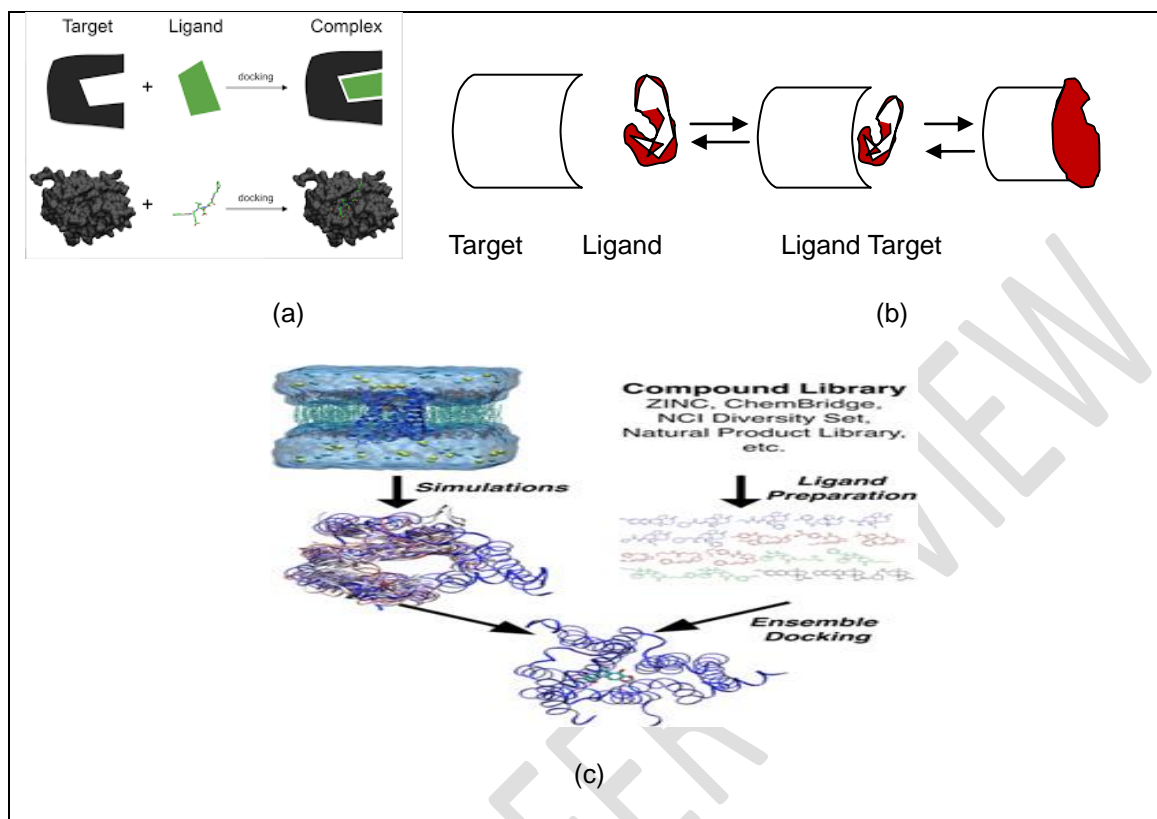 Target Ligand Complex
+ docking
+ docking
Target Ligand Ligand Target
(a) (b)
Compound Library
ZINC, ChemBridge,
NCI Diversity Set,
Natural Product Library,
etc.
Simulations
Ligand
Preparation
Ensemble
Docking
(c)